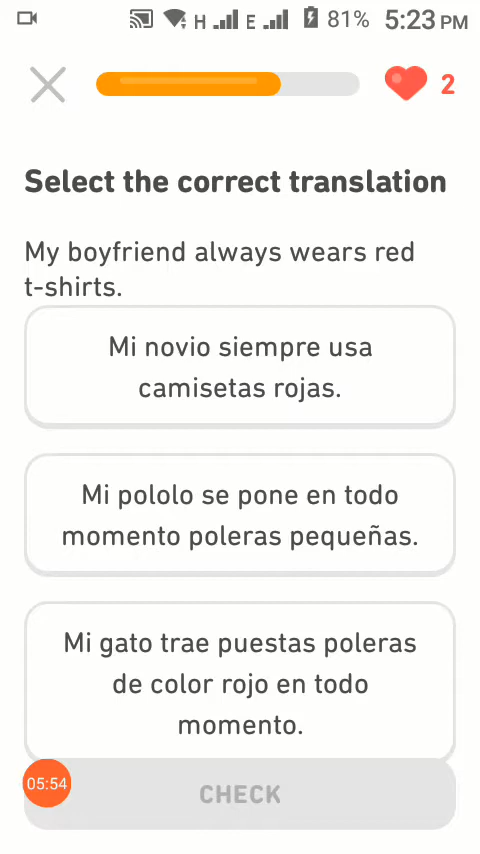 H E 81% 5:23 PM
2
Select the correct translation
My boyfriend always wears red
t-shirts.
Mi novio siempre usa
camisetas rojas.
Mi pololo se pone en todo
momento poleras pequeñas.
Mi gato trae puestas poleras
de color rojo en todo
momento.
05:54
CHECK